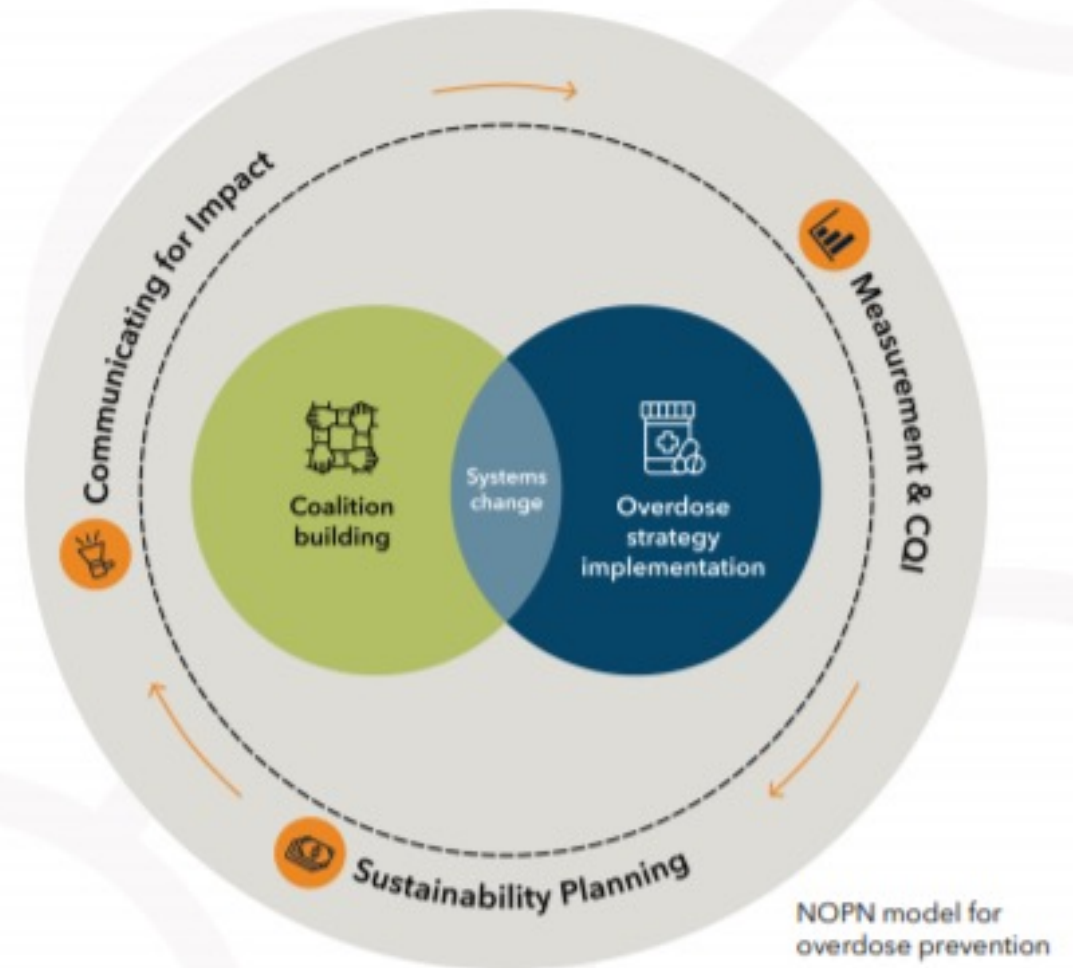 Communicating for Impact
Measurement & CQI
Coalition
building
Systems
change
Overdose
strategy
implementation
Sustainability Planning
NOPN model for
overdose prevention